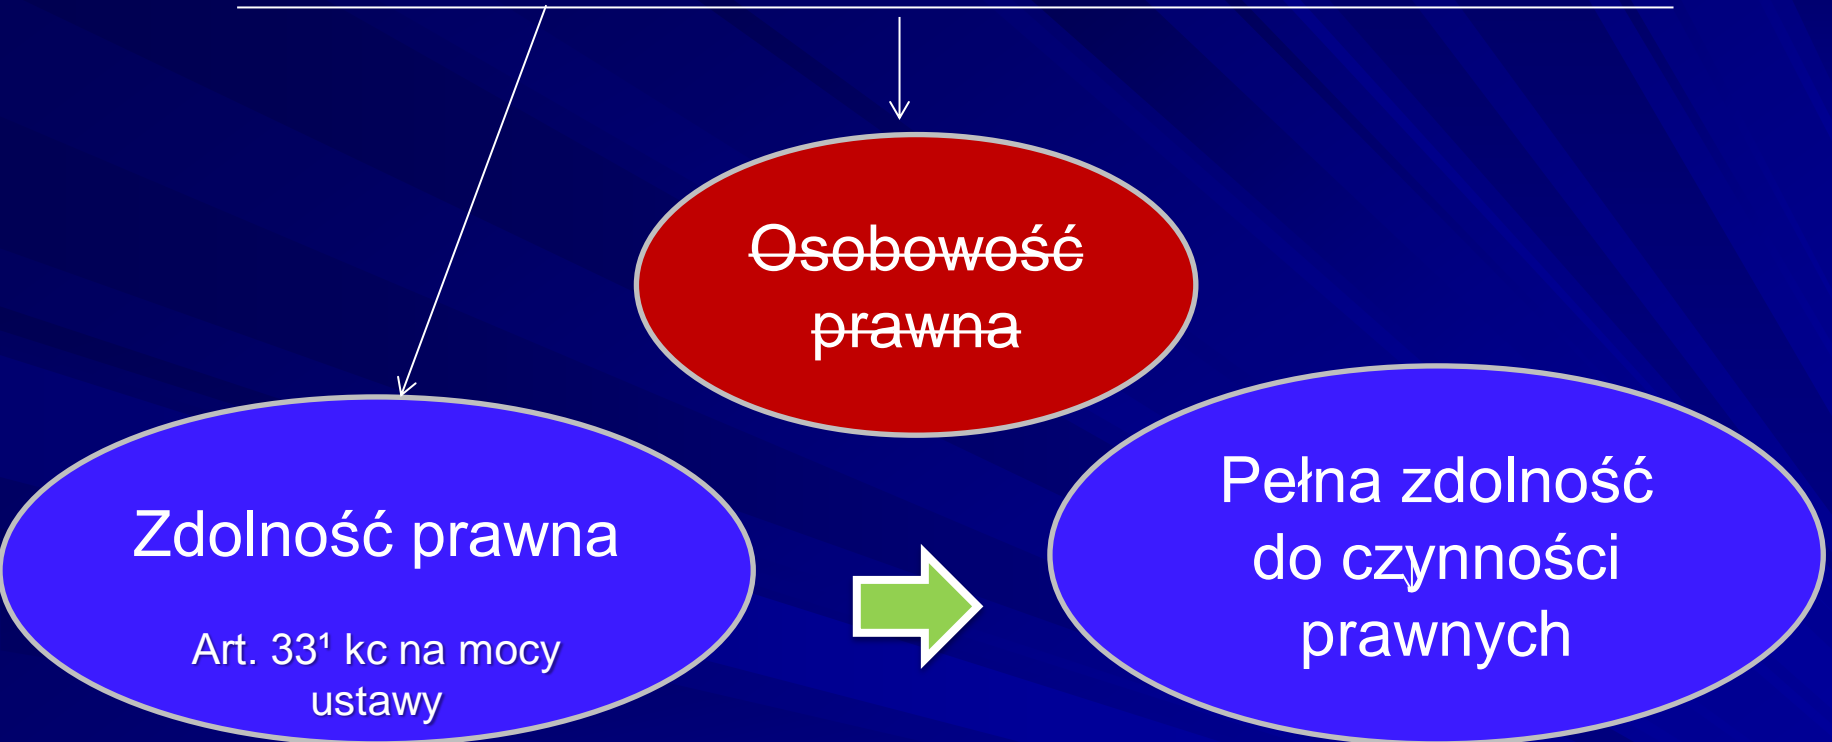 Osobowość
prawna
Zdolność prawna
Art. 33¹ kc na mocy
ustawy
Pełna zdolność
do czynności
prawnych